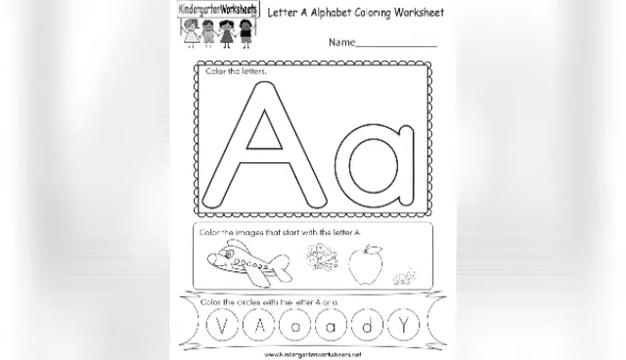 KindergartenWorksheets
Letter A Alphabet Coloring Worksheet
Name
Color the letters.
Aa
Color the images that start with the letter A.
Color the circles with the letter A or a.
V A a a d Y
www.kindergartenworksheets.net